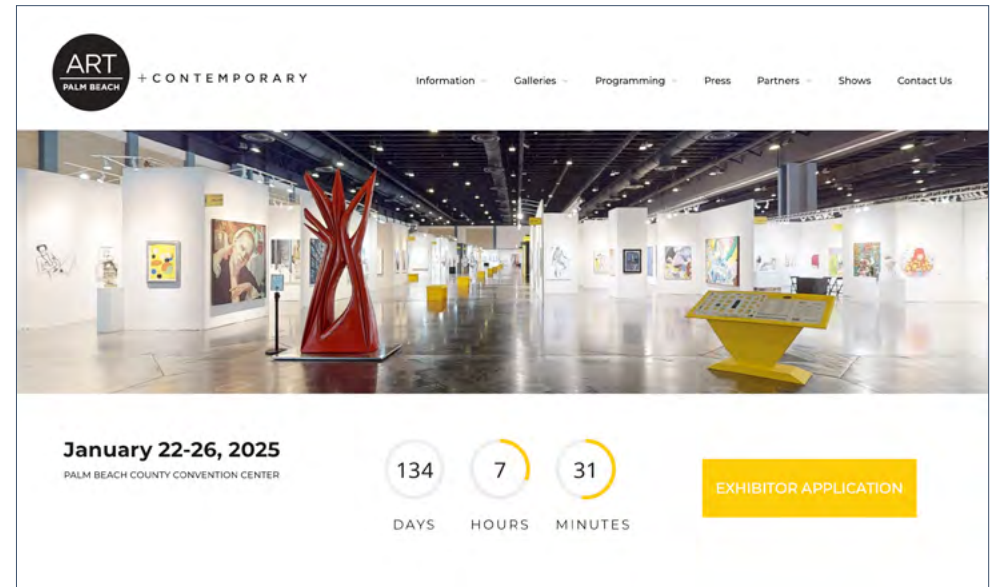 ART
PALM BEACH
+CONTEMPORARY
Information
Galleries
Programming
Press
Partners
Shows
Contact Us
January 22-26, 2025
PALM BEACH COUNTY CONVENTION CENTER
134
7
31
DAYS
HOURS
MINUTES
EXHIBITOR APPLICATION